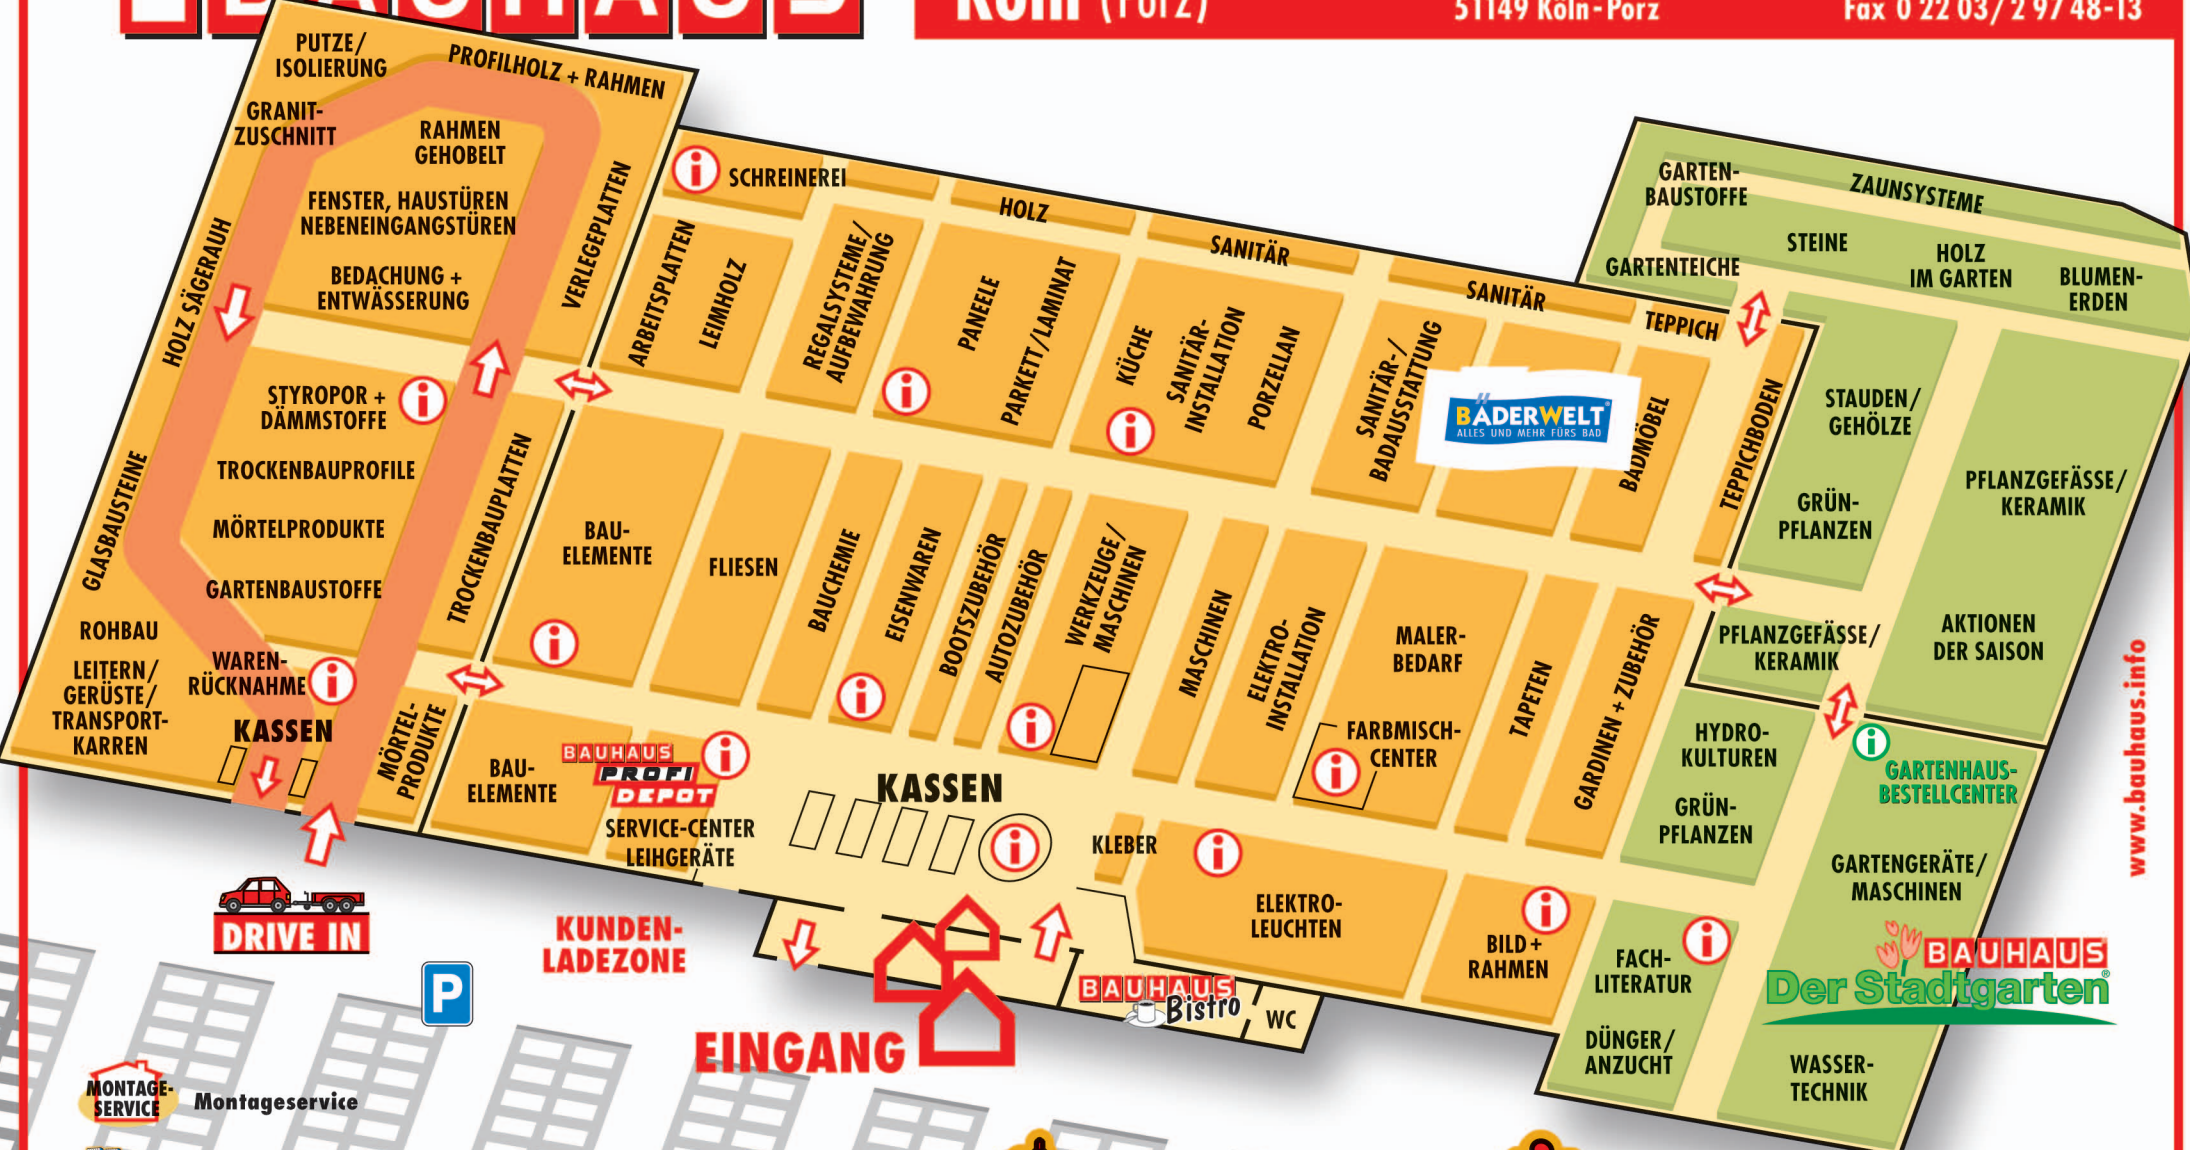 BAUHAUS
Köln (Porz)
51149 Köln-Porz
Fax 0 22 03/2 97 48-13
PUTZE/
ISOLIERUNG
PROFILHOLZ + RAHMEN
GRANIT-
ZUSCHNITT
RAHMEN
GEHOBELT
FENSTER, HAUSTÜREN
NEBENEINGANGSTÜREN
BEDACHUNG +
ENTWÄSSERUNG
VERLEGEPLATTEN
HOLZ SÄGERAUH
STYROPOR +
DÄMMSTOFFE
TROCKENBAUPROFILE
MÖRTELPRODUKTE
GARTENBAUSTOFFE
TROCKENBAUPLATTEN
GLASBAUSTEINE
ROHBAU
LEITERN/
GERÜSTE/
TRANSPORT-
KARREN
WAREN-
RÜCKNAHME
KASSEN
MÖRTEL-
PRODUKTE
DRIVE IN
SCHREINEREI
HOLZ
SANITÄR
SANITÄR
TEPPICH
ARBEITSPLATTEN
LEIMHOLZ
REGALSYSTEME/
AUFBEWAHRUNG
PANEELE
PARKETT/LAMINAT
KÜCHE
SANITÄR-
INSTALLATION
PORZELLAN
SANITÄR-/
BADAUSSTATTUNG
BÄDERWELT
ALLES UND MEHR FÜRS BAD
BADMÖBEL
TEPPICHBODEN
BAU-
ELEMENTE
FLIESEN
BAUCHEMIE
EISENWAREN
BOOTSZUBEHÖR
AUTOZUBEHÖR
WERKZEUGE/
MASCHINEN
MASCHINEN
ELEKTRO-
INSTALLATION
MALER-
BEDARF
FARBMISCH-
CENTER
TAPETEN
GARDINEN + ZUBEHÖR
BAU-
ELEMENTE
BAUHAUS
PROFI
DEPOT
SERVICE-CENTER
LEIHGERÄTE
KASSEN
KLEBER
ELEKTRO-
LEUCHTEN
BILD +
RAHMEN
KUNDEN-
LADEZONE
P
EINGANG
BAUHAUS
Bistro
WC
GARTEN-
BAUSTOFFE
ZAUNSYSTEME
STEINE
HOLZ
IM GARTEN
BLUMEN-
ERDEN
GARTENTEICHE
STAUDEN/
GEHÖLZE
GRÜN-
PFLANZEN
PFLANZGEFÄSSE/
KERAMIK
PFLANZGEFÄSSE/
KERAMIK
AKTIONEN
DER SAISON
HYDRO-
KULTUREN
GRÜN-
PFLANZEN
GARTENHAUS-
BESTELLCENTER
GARTENGERÄTE/
MASCHINEN
BAUHAUS
Der Stadtgarten®
FACH-
LITERATUR
DÜNGER/
ANZUCHT
WASSER-
TECHNIK
www.bauhaus.info
MONTAGE-
SERVICE
Montageservice